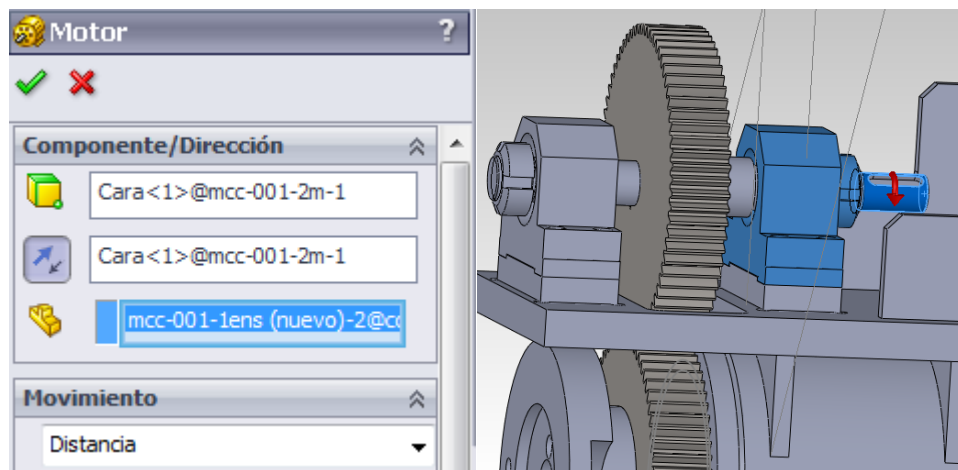 Motor ?
Componente/Dirección
Cara<1>@mcc-001-2m-1
Cara<1>@mcc-001-2m-1
mcc-001-1ens (nuevo)-2@co
Movimiento
Distancia